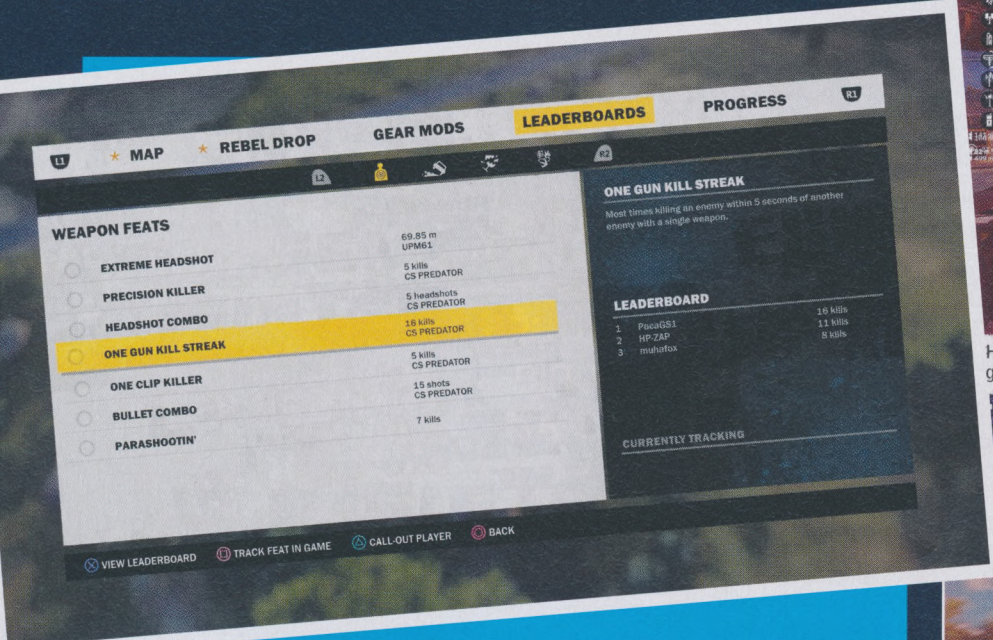 L1
MAP
REBEL DROP
GEAR MODS
LEADERBOARDS
PROGRESS
R1
L2
R2
WEAPON FEATS
EXTREME HEADSHOT
69.85 m
UPM61
PRECISION KILLER
5 kills
CS PREDATOR
HEADSHOT COMBO
5 headshots
CS PREDATOR
ONE GUN KILL STREAK
16 kills
CS PREDATOR
ONE CLIP KILLER
5 kills
CS PREDATOR
BULLET COMBO
15 shots
CS PREDATOR
PARASHOOTIN'
7 kills
ONE GUN KILL STREAK
Most times killing an enemy within 5 seconds of another
enemy with a single weapon.
LEADERBOARD
1 PacaGS1 16 kills
2 HP-ZAP 11 kills
3 muhafox 8 kills
CURRENTLY TRACKING
VIEW LEADERBOARD
TRACK FEAT IN GAME
CALL-OUT PLAYER
BACK